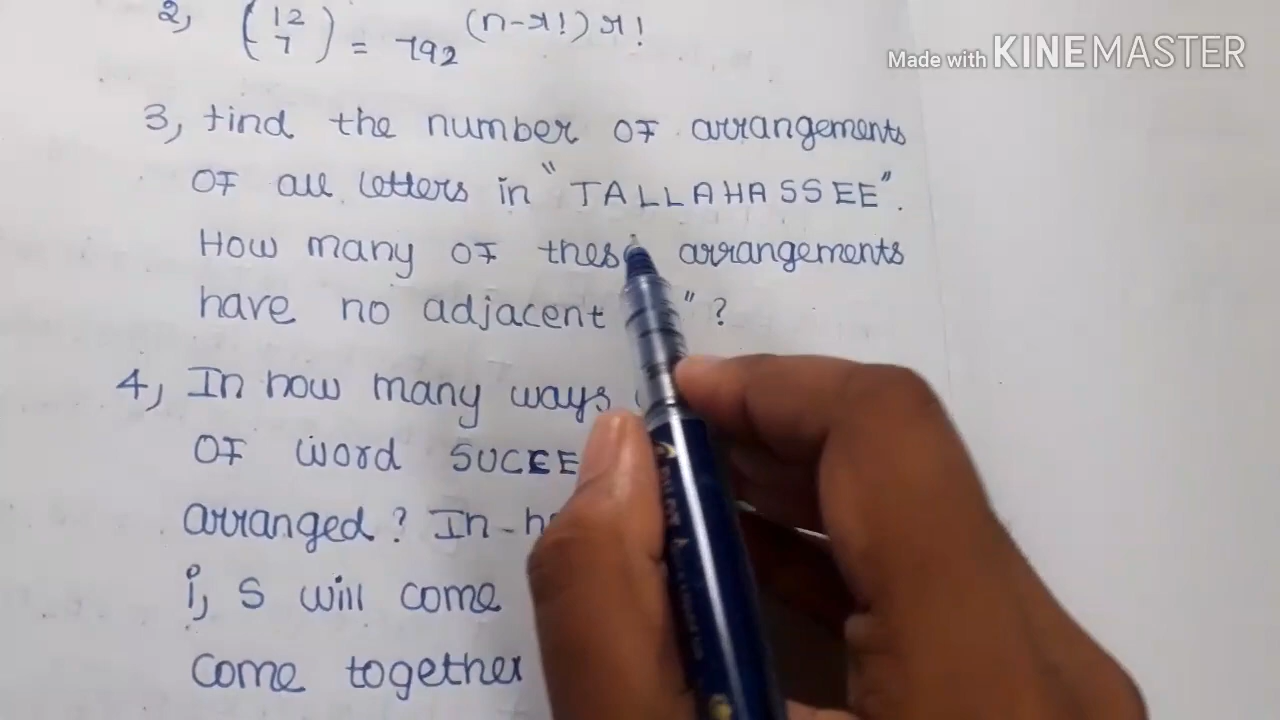 Made with KINEMASTER
2, (12 7) = 792 (n-r!) r!
3, find the number OF arrangements
OF all letters in "TALLAHASSEE".
How many OF these arrangements
have no adjacent " ?
4, In how many ways
OF word SUCEE
arranged? In
i, S will come
come together